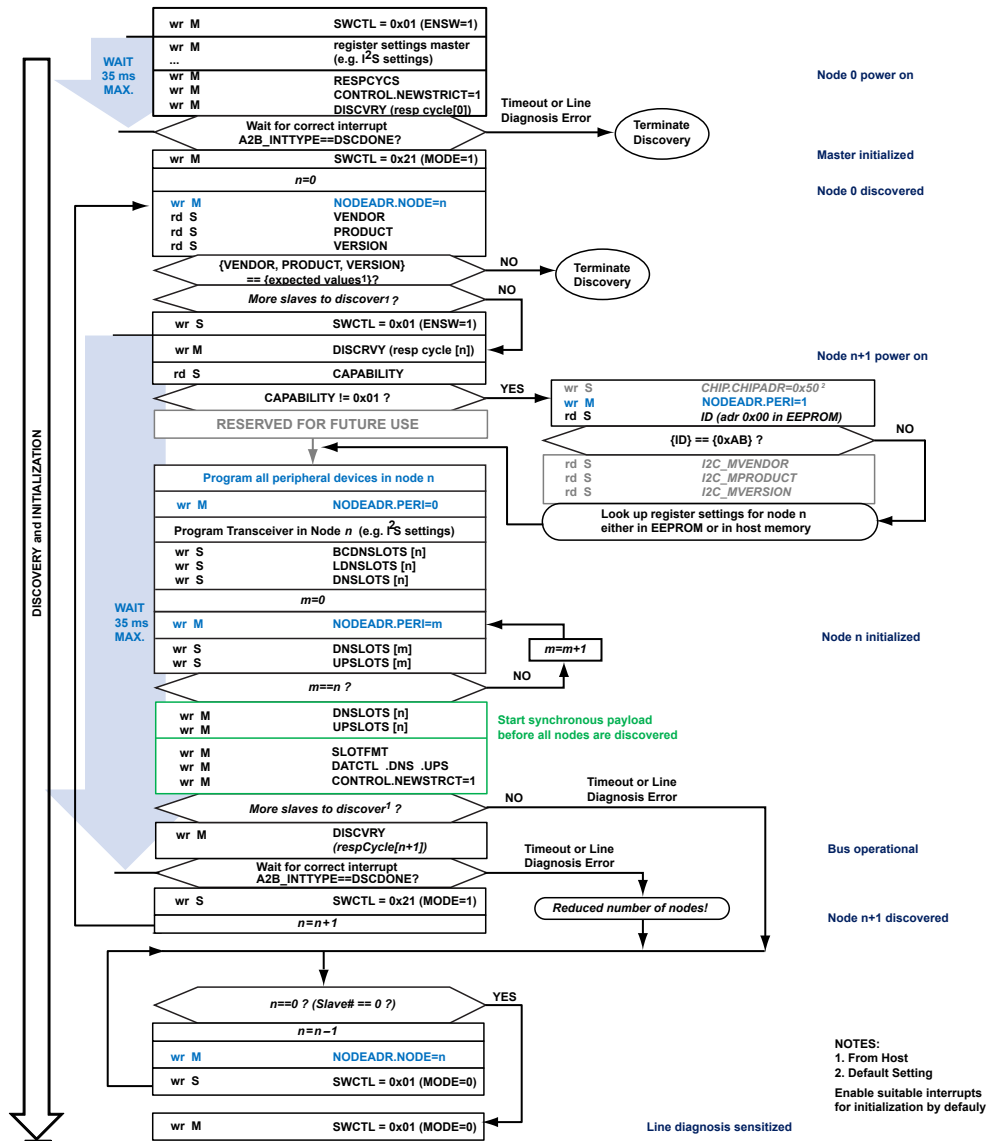 wr M SWCTL = 0x01 (ENSW=1)
WAIT
35 ms
MAX.
wr M register settings master
... (e.g. I2S settings)
wr M RESPCYCS
wr M CONTROL.NEWSTRICT=1
wr M DISCVRY (resp cycle[0])
Node 0 power on
Wait for correct interrupt
A2B_INTTYPE==DSCDONE?
Timeout or Line
Diagnosis Error
Terminate
Discovery
wr M SWCTL = 0x21 (MODE=1)
Master initialized
n=0
Node 0 discovered
wr M NODEADR.NODE=n
rd S VENDOR
rd S PRODUCT
rd S VERSION
{VENDOR, PRODUCT, VERSION}
== {expected values1}?
NO
Terminate
Discovery
More slaves to discover1 ?
NO
wr S SWCTL = 0x01 (ENSW=1)
wr M DISCRVY (resp cycle [n])
Node n+1 power on
rd S CAPABILITY
CAPABILITY != 0x01 ?
YES
wr S CHIP.CHIPADR=0x50 2
wr M NODEADR.PERI=1
rd S ID (adr 0x00 in EEPROM)
RESERVED FOR FUTURE USE
{ID} == {0xAB} ?
NO
rd S I2C_MVENDOR
rd S I2C_MPRODUCT
rd S I2C_MVERSION
Look up register settings for node n
either in EEPROM or in host memory
DISCOVERY and INITIALIZATION
Program all peripheral devices in node n
wr M NODEADR.PERI=0
Program Transceiver in Node n (e.g. I2S settings)
wr S BCDNSLOTS [n]
wr S LDNSLOTS [n]
wr S DNSLOTS [n]
m=0
WAIT
35 ms
MAX.
wr M NODEADR.PERI=m
m=m+1
Node n initialized
wr S DNSLOTS [m]
wr S UPSLOTS [m]
m==n ?
NO
wr M DNSLOTS [n]
wr M UPSLOTS [n]
Start synchronous payload
before all nodes are discovered
wr M SLOTFMT
wr M DATCTL .DNS .UPS
wr M CONTROL.NEWSTRCT=1
More slaves to discover1 ?
NO
Timeout or Line
Diagnosis Error
wr M DISCVRY
(respCycle[n+1])
Bus operational
Wait for correct interrupt
A2B_INTTYPE==DSCDONE?
Timeout or Line
Diagnosis Error
wr S SWCTL = 0x21 (MODE=1)
Reduced number of nodes!
Node n+1 discovered
n=n+1
n==0 ? (Slave# == 0 ?)
YES
n=n−1
wr M NODEADR.NODE=n
wr S SWCTL = 0x01 (MODE=0)
NOTES:
1. From Host
2. Default Setting
Enable suitable interrupts
for initialization by defauly
wr M SWCTL = 0x01 (MODE=0)
Line diagnosis sensitized